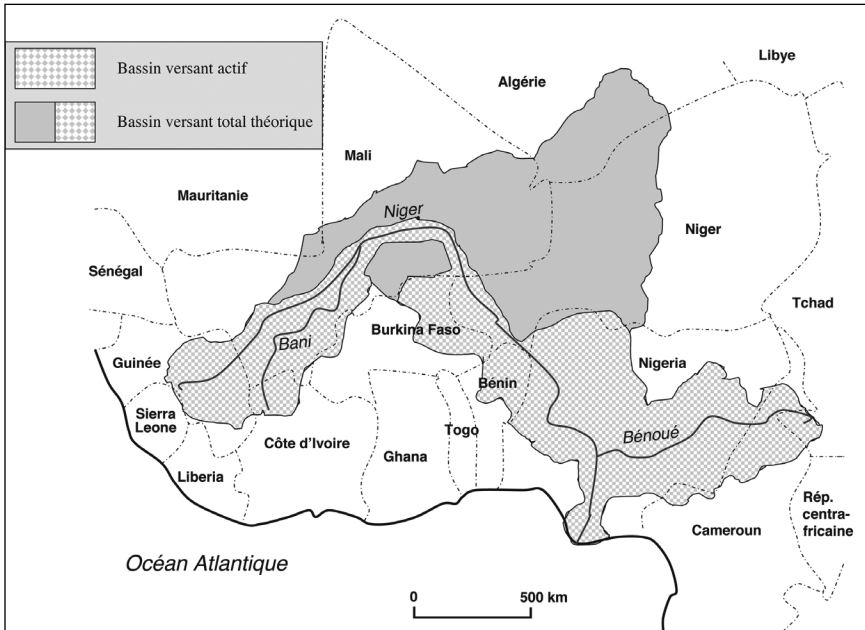 Bassin versant actif
Bassin versant total théorique
Libye
Algérie
Mali
Mauritanie
Niger
Niger
Sénégal
Tchad
Burkina Faso
Bani
Guinée
Nigeria
Bénin
Sierra
Leone
Togo
Bénoué
Côte d'Ivoire
Ghana
Liberia
Rép.
centra-
fricaine
Cameroun
Océan Atlantique
0 500 km